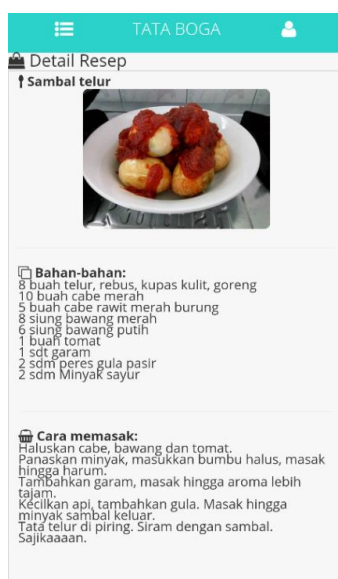 TATA BOGA
Detail Resep
Sambal telur
Bahan-bahan:
8 buah telur, rebus, kupas kulit, goreng
10 buah cabe merah
5 buah cabe rawit merah burung
8 siung bawang merah
6 siung bawang putih
1 buah tomat
1 sdt garam
2 sdm peres gula pasir
2 sdm Minyak sayur
Cara memasak:
Haluskan cabe, bawang dan tomat.
Panaskan minyak, masukkan bumbu halus, masak
hingga harum.
Tambahkan garam, masak hingga aroma lebih
tajam.
Kecilkan api, tambahkan gula. Masak hingga
minyak sambal keluar.
Tata telur di piring. Siram dengan sambal.
Sajikaaaan.